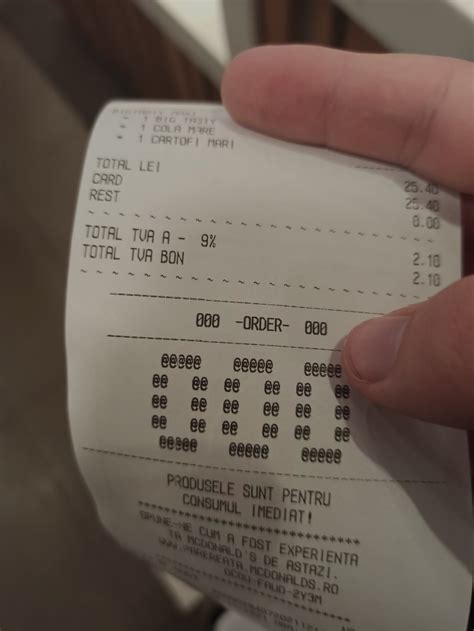 - 1 BIG TASTY
- 1 COLA MARE
- 1 CARTOFI MARI
TOTAL LEI 25.40
CARD 25.40
REST 0.00
~ ~ ~ ~ ~ ~ ~ ~ ~ ~ ~ ~ ~ ~ ~ ~ ~ ~ ~ ~
TOTAL TVA A - 9% 2.10
TOTAL TVA BON 2.10
~ ~ ~ ~ ~ ~ ~ ~ ~ ~ ~ ~ ~ ~ ~ ~ ~ ~ ~ ~
----------------------------------------
000 -ORDER- 000
----------------------------------------
@@@@@ @@@@@ @@@@@
@@ @@ @@ @@ @@ @@
@@ @@ @@ @@ @@ @@
@@ @@ @@ @@ @@ @@
@@@@@ @@@@@ @@@@@
----------------------------------------
PRODUSELE SUNT PENTRU
CONSUMUL IMEDIAT!
****************************************
SPUNE-NE CUM A FOST EXPERIENTA
TA MCDONALD'S DE ASTAZI.
WWW.PAREREATA.MCDONALDS.RO